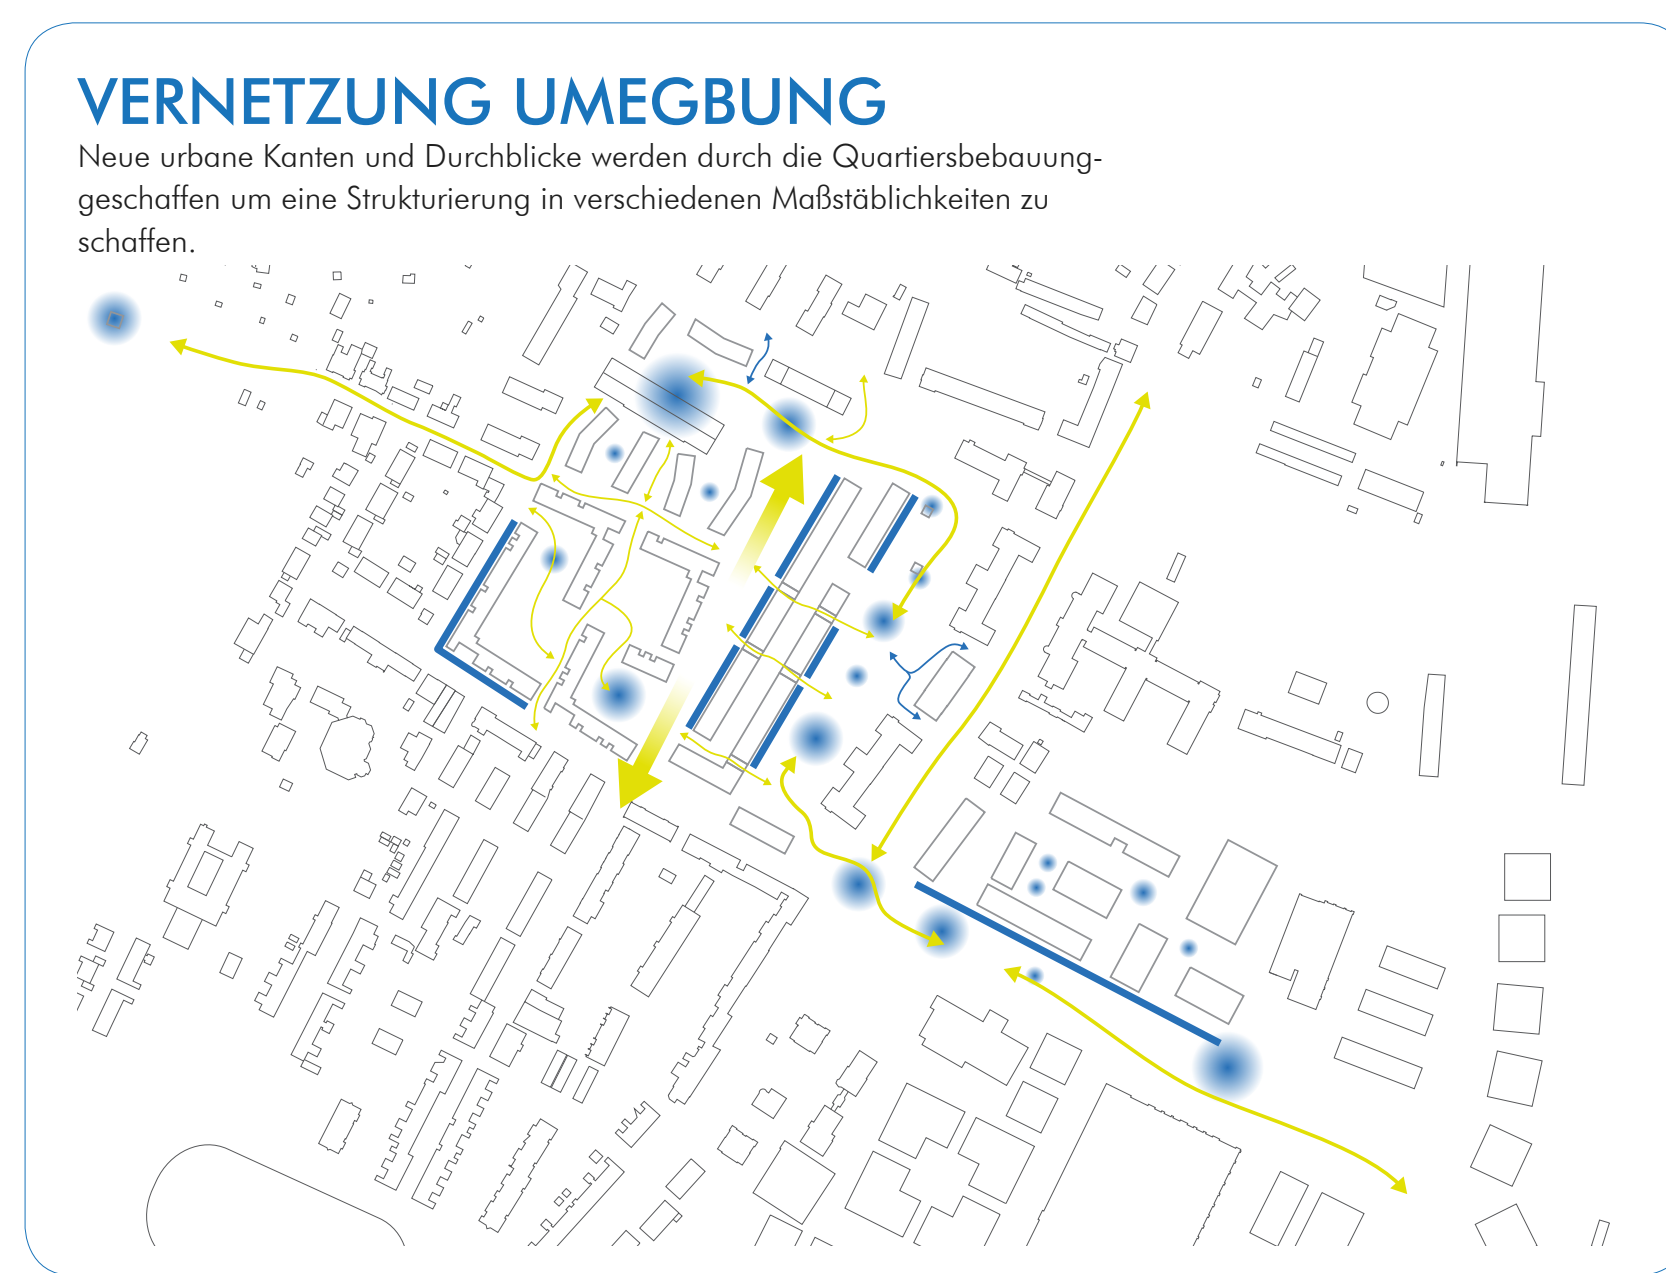 VERNETZUNG UMEGBUNG
Neue urbane Kanten und Durchblicke werden durch die Quartiersbebauung-
geschaffen um eine Strukturierung in verschiedenen Maßstäblichkeiten zu
schaffen.